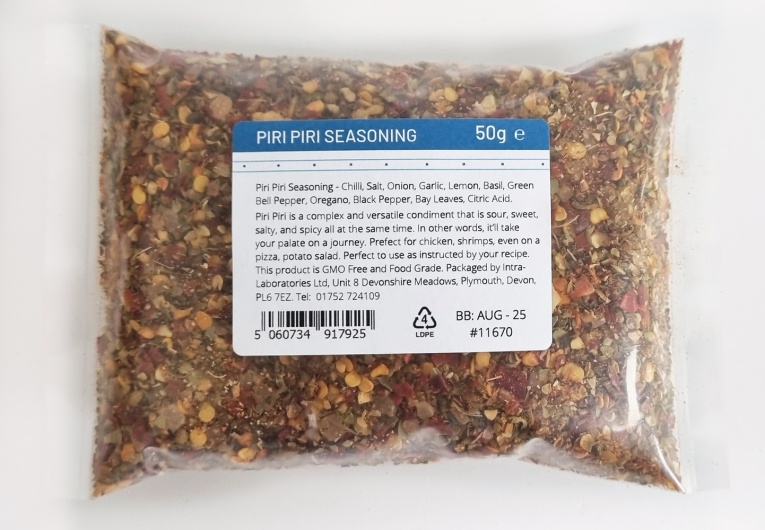 PIRI PIRI SEASONING 50g ℮
Piri Piri Seasoning - Chilli, Salt, Onion, Garlic, Lemon, Basil, Green
Bell Pepper, Oregano, Black Pepper, Bay Leaves, Citric Acid.
Piri Piri is a complex and versatile condiment that is sour, sweet,
salty, and spicy all at the same time. In other words, it'll take
your palate on a journey. Prefect for chicken, shrimps, even on a
pizza, potato salad. Perfect to use as instructed by your recipe.
This product is GMO Free and Food Grade. Packaged by Intra-
Laboratories Ltd, Unit 8 Devonshire Meadows, Plymouth, Devon,
PL6 7EZ. Tel: 01752 724109
5 060734 917925
4
LDPE
BB: AUG - 25
#11670